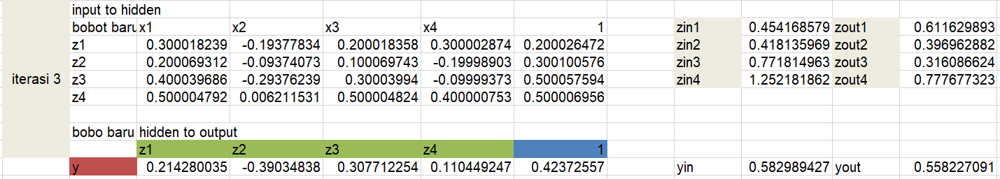 input to hidden
bobot baru x1 x2 x3 x4 1 zin1 0.454168579 zout1 0.611629893
z1 0.300018239 -0.19377834 0.200018358 0.300002874 0.200026472 zin2 0.418135969 zout2 0.396962882
z2 0.200069312 -0.09374073 0.100069743 -0.19998903 0.300100576 zin3 0.771814963 zout3 0.316086624
iterasi 3 z3 0.400039686 -0.29376239 0.30003994 -0.09999373 0.500057594 zin4 1.252181862 zout4 0.777677323
z4 0.500004792 0.006211531 0.500004824 0.400000753 0.500006956
bobo baru hidden to output
z1 z2 z3 z4 1
y 0.214280035 -0.39034838 0.307712254 0.110449247 0.42372557 yin 0.582989427 yout 0.558227091